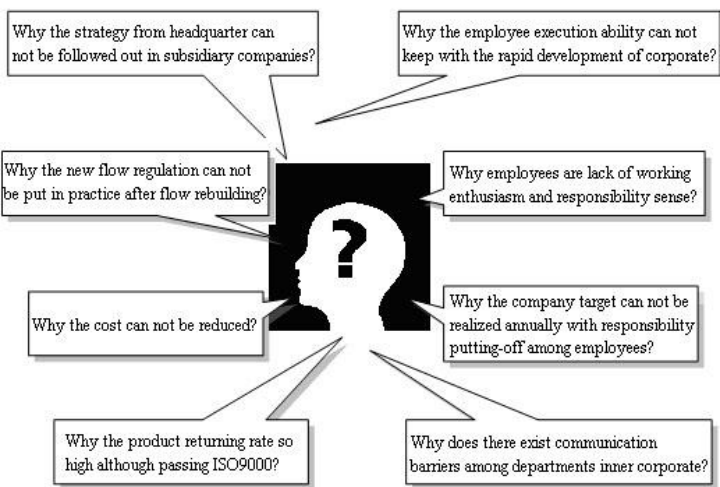 Why the strategy from headquarter can
not be followed out in subsidiary companies?
Why the employee execution ability can not
keep with the rapid development of corporate?
Why the new flow regulation can not
be put in practice after flow rebuilding?
Why employees are lack of working
enthusiasm and responsibility sense?
?
Why the cost can not be reduced?
Why the company target can not be
realized annually with responsibility
putting-off among employees?
Why the product returning rate so
high although passing ISO9000?
Why does there exist communication
barriers among departments inner corporate?